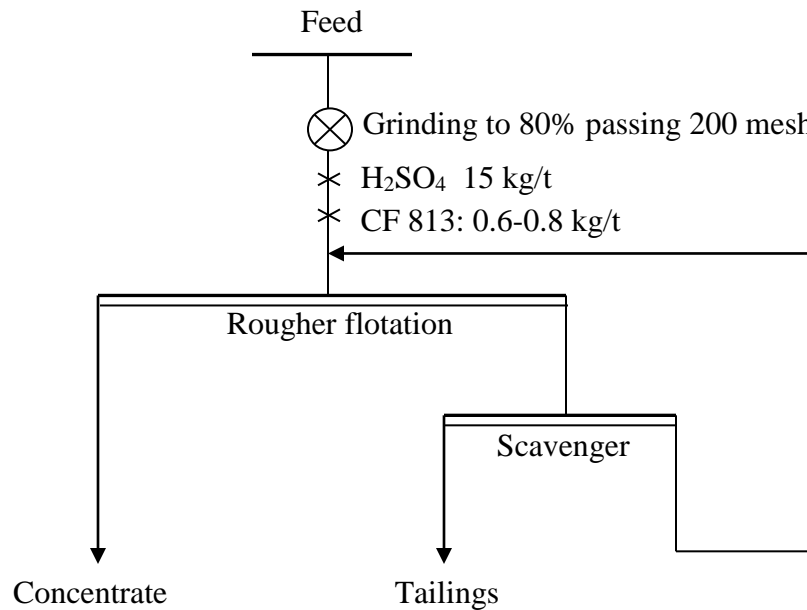 Feed
Grinding to 80% passing 200 mesh
H₂SO₄ 15 kg/t
CF 813: 0.6-0.8 kg/t
Rougher flotation
Scavenger
Concentrate
Tailings